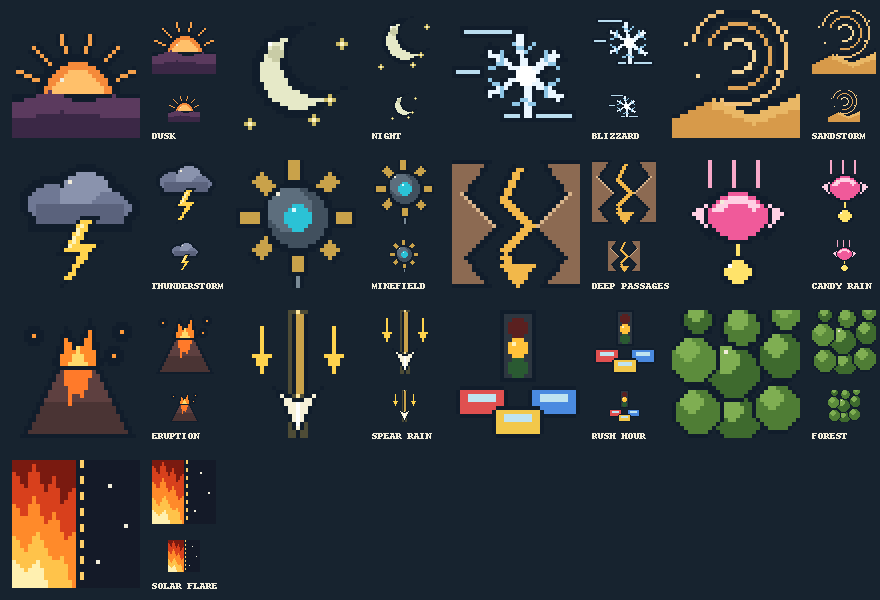 DUSK
NIGHT
BLIZZARD
SANDSTORM
THUNDERSTORM
MINEFIELD
DEEP PASSAGES
CANDY RAIN
ERUPTION
SPEAR RAIN
RUSH HOUR
FOREST
SOLAR FLARE